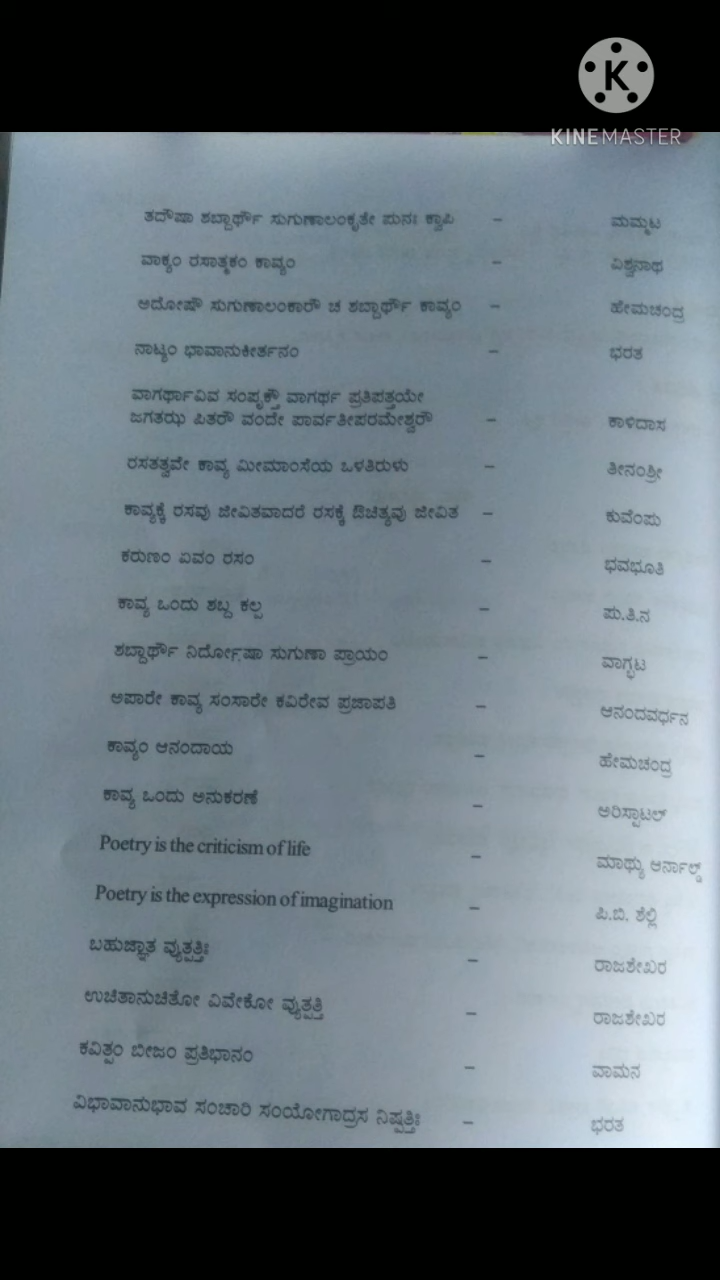 K
KINEMASTER
ತದೌಷಾ ಶಬ್ದಾರ್ಥೌ ಸುಗುಣಾಲಂಕೃತೇ ಪುನಃ ಕ್ವಾಪಿ – ಮಮ್ಮಟ
ವಾಕ್ಯಂ ರಸಾತ್ಮಕಂ ಕಾವ್ಯಂ – ವಿಶ್ವನಾಥ
ಅದೋಷೌ ಸುಗುಣಾಲಂಕಾರೌ ಚ ಶಬ್ದಾರ್ಥೌ ಕಾವ್ಯಂ – ಹೇಮಚಂದ್ರ
ನಾಟ್ಯಂ ಭಾವಾನುಕೀರ್ತನಂ – ಭರತ
ವಾಗರ್ಥಾವಿವ ಸಂಪೃಕ್ತೌ ವಾಗರ್ಥ ಪ್ರತಿಪತ್ತಯೇ
ಜಗತಝ ಪಿತರೌ ವಂದೇ ಪಾರ್ವತೀಪರಮೇಶ್ವರೌ – ಕಾಳಿದಾಸ
ರಸತತ್ವವೇ ಕಾವ್ಯ ಮೀಮಾಂಸೆಯ ಒಳತಿರುಳು – ತೀನಂಶ್ರೀ
ಕಾವ್ಯಕ್ಕೆ ರಸವು ಜೀವಿತವಾದರೆ ರಸಕ್ಕೆ ಔಚಿತ್ಯವು ಜೀವಿತ – ಕುವೆಂಪು
ಕರುಣಂ ಏವಂ ರಸಂ – ಭವಭೂತಿ
ಕಾವ್ಯ ಒಂದು ಶಬ್ದ ಕಲ್ಪ – ಪು.ತಿ.ನ
ಶಬ್ದಾರ್ಥೌ ನಿರ್ದೋಷಾ ಸುಗುಣಾ ಪ್ರಾಯಂ – ವಾಗ್ಭಟ
ಅಪಾರೇ ಕಾವ್ಯ ಸಂಸಾರೇ ಕವಿರೇವ ಪ್ರಜಾಪತಿ – ಆನಂದವರ್ಧನ
ಕಾವ್ಯಂ ಆನಂದಾಯ – ಹೇಮಚಂದ್ರ
ಕಾವ್ಯ ಒಂದು ಅನುಕರಣೆ – ಅರಿಸ್ಟಾಟಲ್
Poetry is the criticism of life – ಮಾಥ್ಯು ಆರ್ನಾಲ್ಡ್
Poetry is the expression of imagination – ಪಿ.ಬಿ. ಶೆಲ್ಲಿ
ಬಹುಜ್ಞಾತ ವ್ಯುತ್ಪತ್ತಿಃ – ರಾಜಶೇಖರ
ಉಚಿತಾನುಚಿತೋ ವಿವೇಕೋ ವ್ಯುತ್ಪತ್ತಿ – ರಾಜಶೇಖರ
ಕವಿತ್ವಂ ಬೀಜಂ ಪ್ರತಿಭಾನಂ – ವಾಮನ
ವಿಭಾವಾನುಭಾವ ಸಂಚಾರಿ ಸಂಯೋಗಾದ್ರಸ ನಿಷ್ಪತ್ತಿಃ – ಭರತ